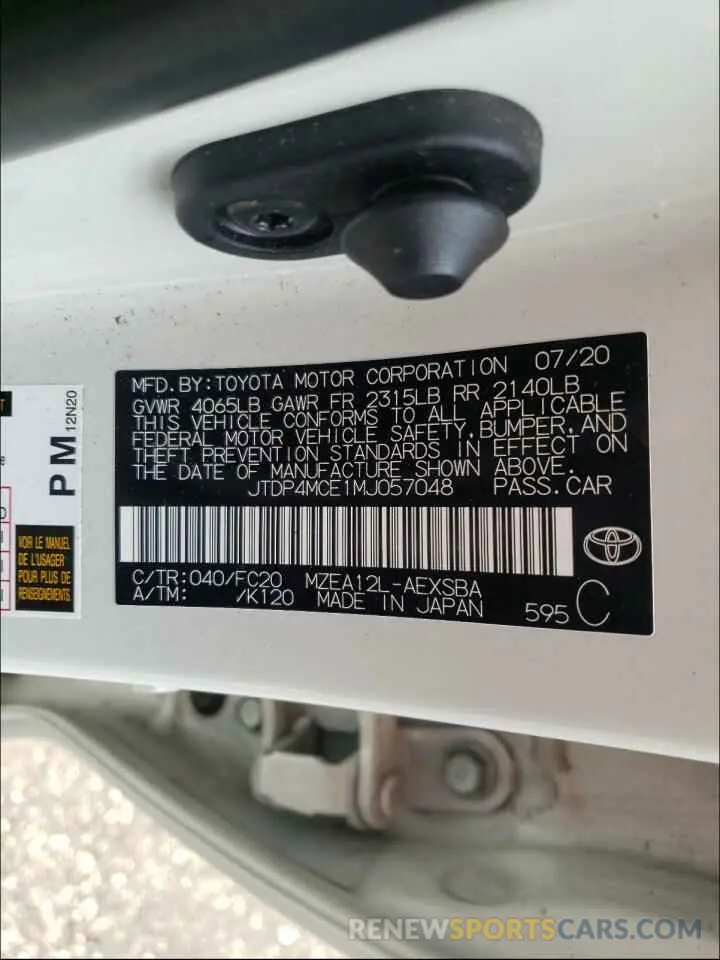 MFD.BY:TOYOTA MOTOR CORPORATION 07/20
GVWR 4065LB GAWR FR 2315LB RR 2140LB
THIS VEHICLE CONFORMS TO ALL APPLICABLE
FEDERAL MOTOR VEHICLE SAFETY,BUMPER,AND
THEFT PREVENTION STANDARDS IN EFFECT ON
THE DATE OF MANUFACTURE SHOWN ABOVE.
JTDP4MCE1MJ057048 PASS.CAR
C/TR:040/FC20 MZEA12L-AEXSBA
A/TM: /K120 MADE IN JAPAN 595 C
PM 12N20
VOIR LE MANUEL
DE L'USAGER
POUR PLUS DE
RENSEIGNEMENTS.
RENEWSPORTSCARS.COM